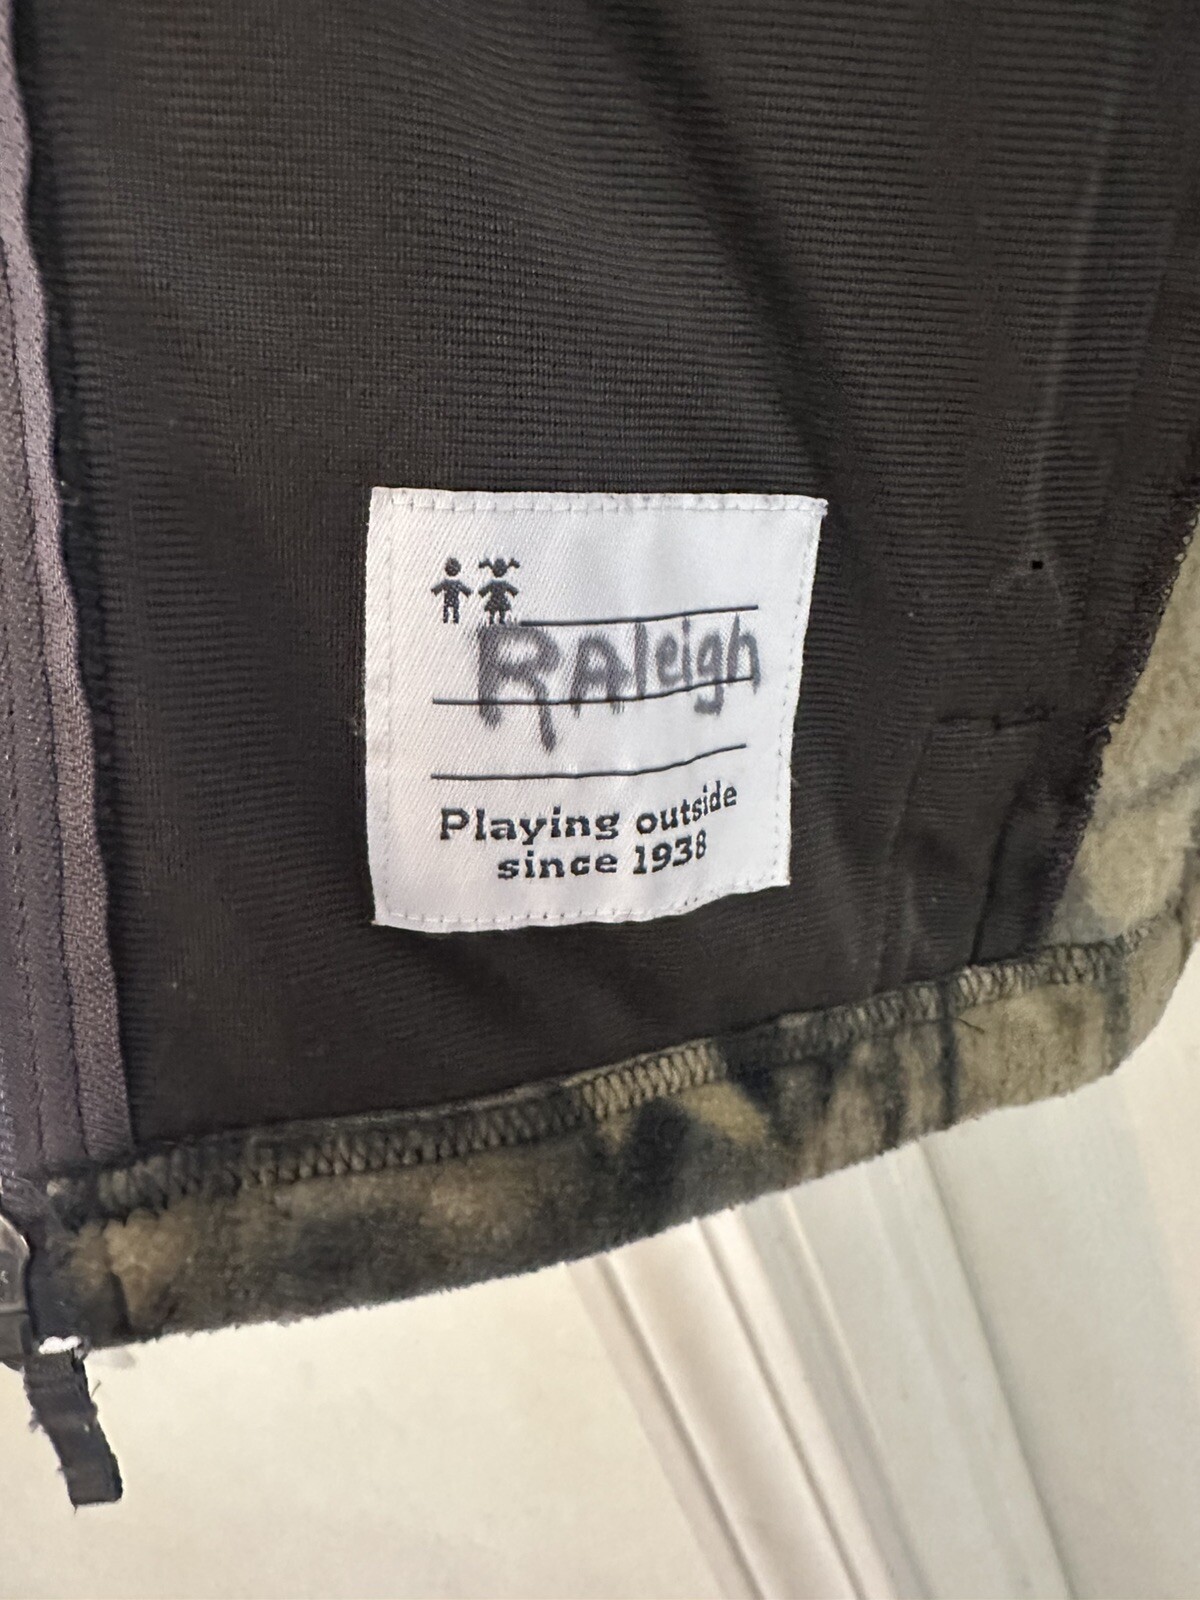 RAleigh
Playing outside
since 1938